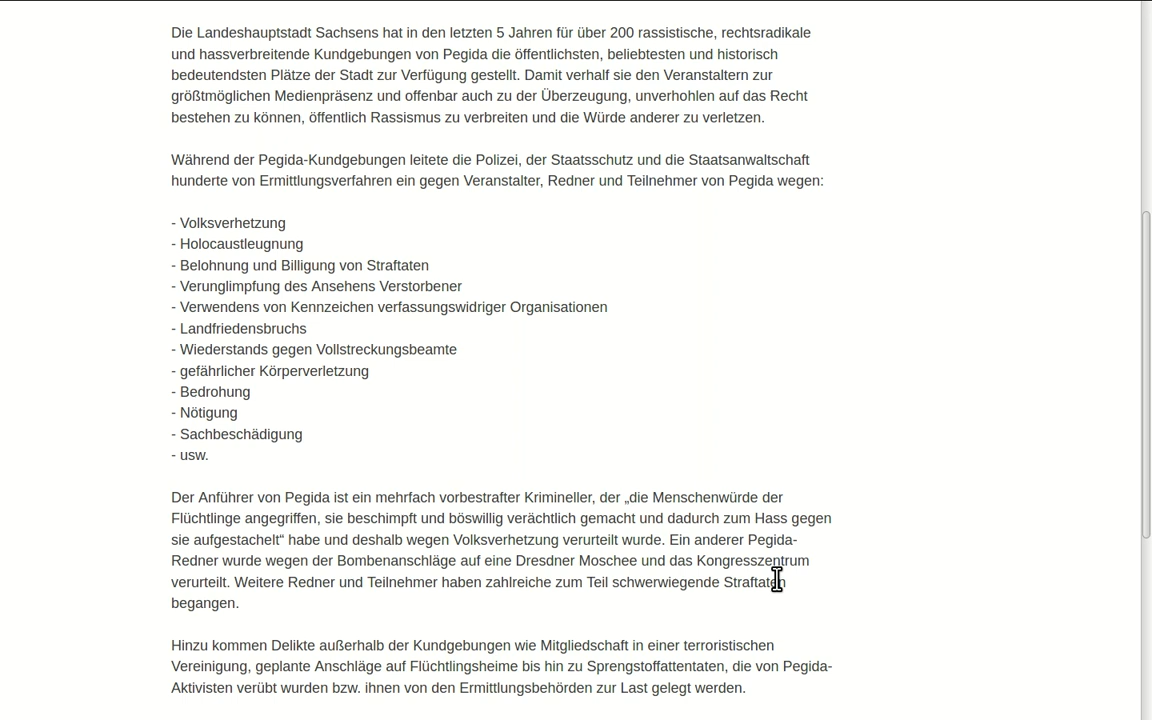 Die Landeshauptstadt Sachsens hat in den letzten 5 Jahren für über 200 rassistische, rechtsradikale
und hassverbreitende Kundgebungen von Pegida die öffentlichsten, beliebtesten und historisch
bedeutendsten Plätze der Stadt zur Verfügung gestellt. Damit verhalf sie den Veranstaltern zur
größtmöglichen Medienpräsenz und offenbar auch zu der Überzeugung, unverhohlen auf das Recht
bestehen zu können, öffentlich Rassismus zu verbreiten und die Würde anderer zu verletzen.
Während der Pegida-Kundgebungen leitete die Polizei, der Staatsschutz und die Staatsanwaltschaft
hunderte von Ermittlungsverfahren ein gegen Veranstalter, Redner und Teilnehmer von Pegida wegen:
- Volksverhetzung
- Holocaustleugnung
- Belohnung und Billigung von Straftaten
- Verunglimpfung des Ansehens Verstorbener
- Verwendens von Kennzeichen verfassungswidriger Organisationen
- Landfriedensbruchs
- Wiederstands gegen Vollstreckungsbeamte
- gefährlicher Körperverletzung
- Bedrohung
- Nötigung
- Sachbeschädigung
- usw.
Der Anführer von Pegida ist ein mehrfach vorbestrafter Krimineller, der „die Menschenwürde der
Flüchtlinge angegriffen, sie beschimpft und böswillig verächtlich gemacht und dadurch zum Hass gegen
sie aufgestachelt“ habe und deshalb wegen Volksverhetzung verurteilt wurde. Ein anderer Pegida-
Redner wurde wegen der Bombenanschläge auf eine Dresdner Moschee und das Kongresszentrum
verurteilt. Weitere Redner und Teilnehmer haben zahlreiche zum Teil schwerwiegende Straftaten
begangen.
Hinzu kommen Delikte außerhalb der Kundgebungen wie Mitgliedschaft in einer terroristischen
Vereinigung, geplante Anschläge auf Flüchtlingsheime bis hin zu Sprengstoffattentaten, die von Pegida-
Aktivisten verübt wurden bzw. ihnen von den Ermittlungsbehörden zur Last gelegt werden.